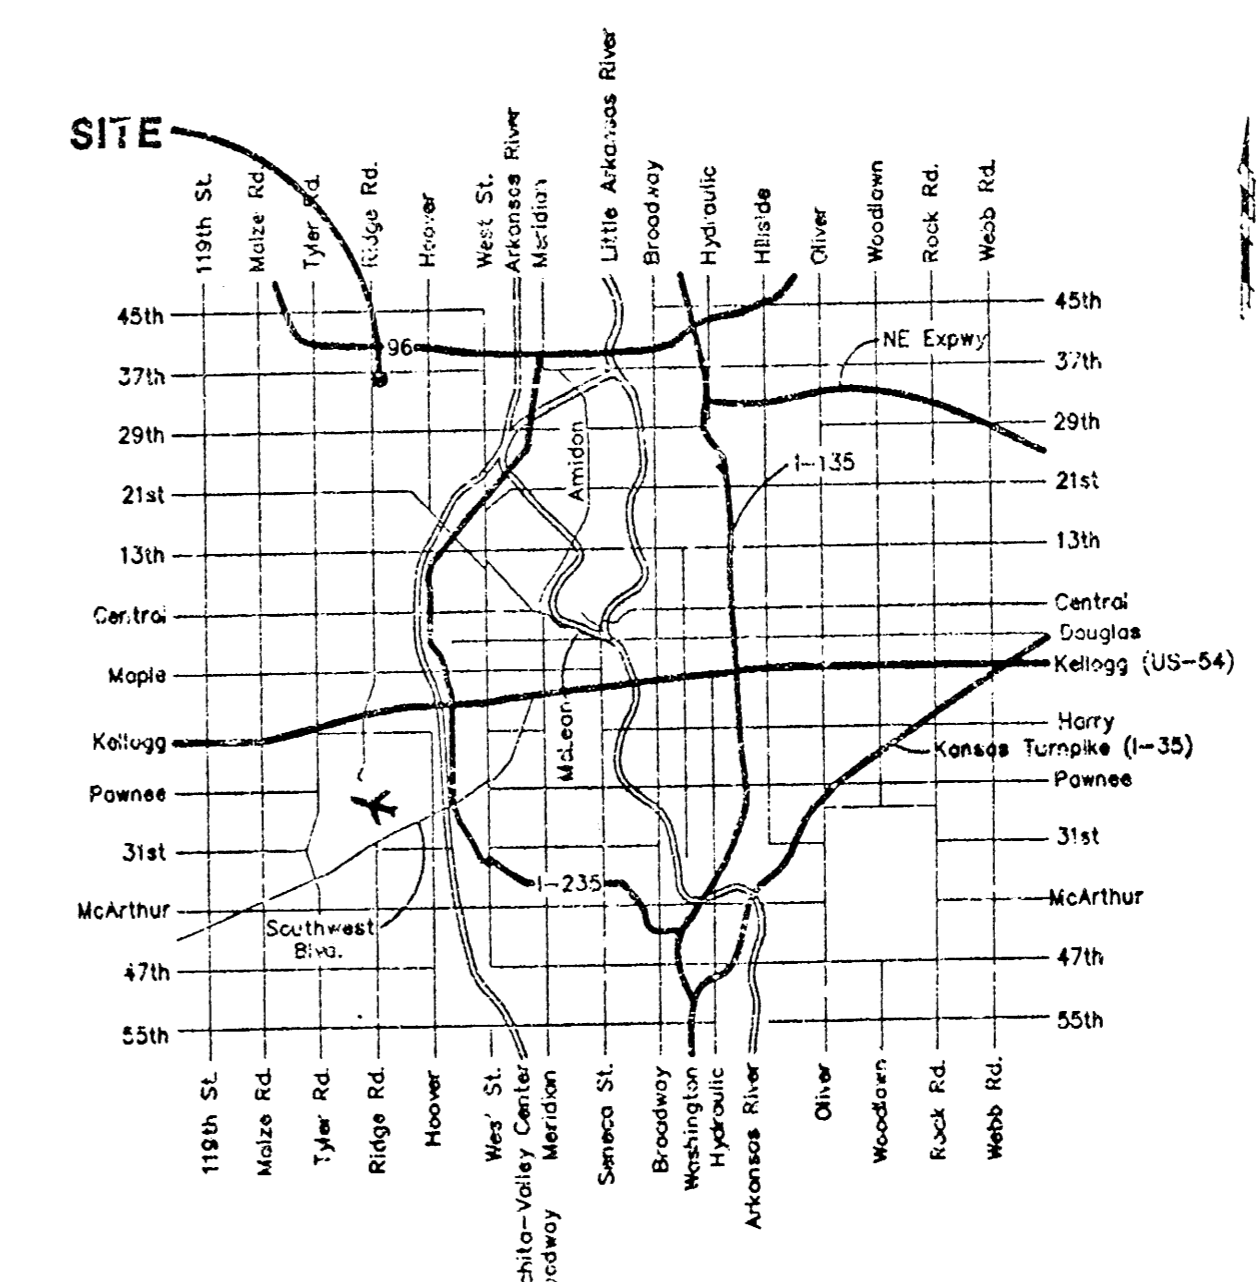 SITE
119th St.
Maize Rd.
Tyler Rd.
Ridge Rd.
Hoover
West St.
Arkansas River
Meridian
Little Arkansas River
Broadway
Hydraulic
Hillside
Oliver
Woodlawn
Rock Rd.
Webb Rd.
45th
45th
96
NE Expwy
37th
37th
29th
29th
Amidon
I-135
21st
21st
13th
13th
Central
Central
Douglas
Maple
Kellogg (US-54)
McLean
Harry
Kellogg
Kansas Turnpike (I-35)
Pawnee
Pawnee
31st
31st
I-235
McArthur
McArthur
Southwest
Blvd.
47th
47th
55th
55th
119th St.
Maize Rd.
Tyler Rd.
Ridge Rd.
Hoover
Wes' St.
chita-Valley Center
oodway
Meridian
Seneca St.
Broadway
Washington
Hydraulic
Arkansas River
Oliver
Woodlawn
Rock Rd.
Webb Rd.